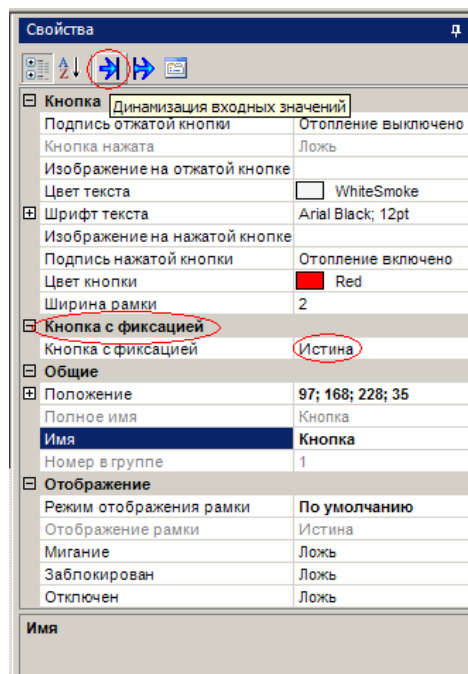 Свойства
Динамизация входных значений
Кнопка
Подпись отжатой кнопки Отопление выключено
Кнопка нажата Ложь
Изображение на отжатой кнопке
Цвет текста WhiteSmoke
Шрифт текста Arial Black; 12pt
Изображение на нажатой кнопке
Подпись нажатой кнопки Отопление включено
Цвет кнопки Red
Ширина рамки 2
Кнопка с фиксацией
Кнопка с фиксацией Истина
Общие
Положение 97; 168; 228; 35
Полное имя Кнопка
Имя Кнопка
Номер в группе 1
Отображение
Режим отображения рамки По умолчанию
Отображение рамки Истина
Мигание Ложь
Заблокирован Ложь
Отключен Ложь
Имя